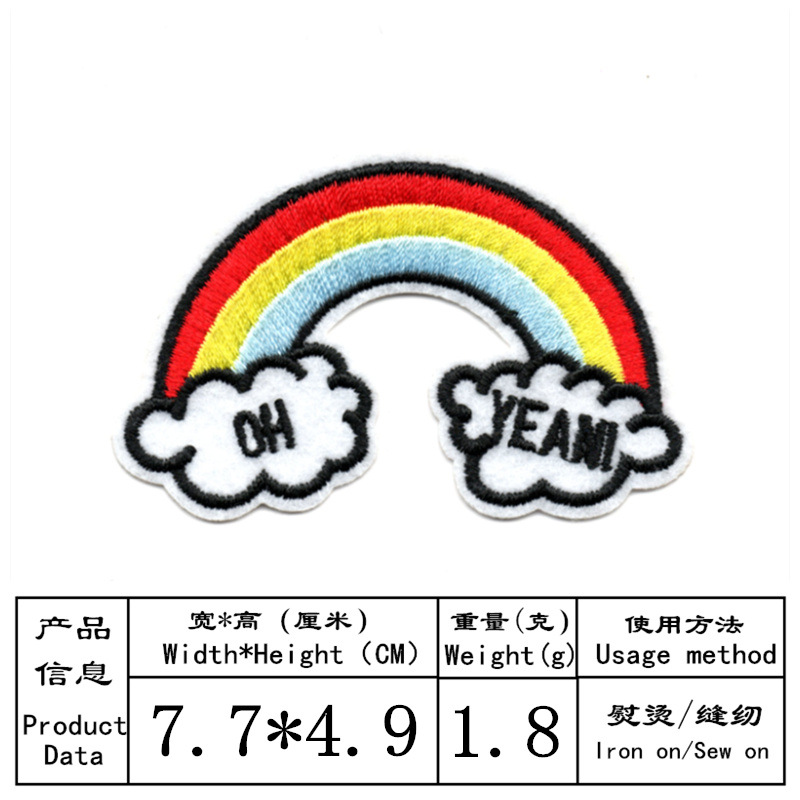 OH
YEAH!
产品
信息
Product
Data
宽*高（厘米）
Width*Height (CM)
重量(克)
Weight(g)
使用方法
Usage method
7.7*4.9
1.8
熨烫/缝纫
Iron on/Sew on